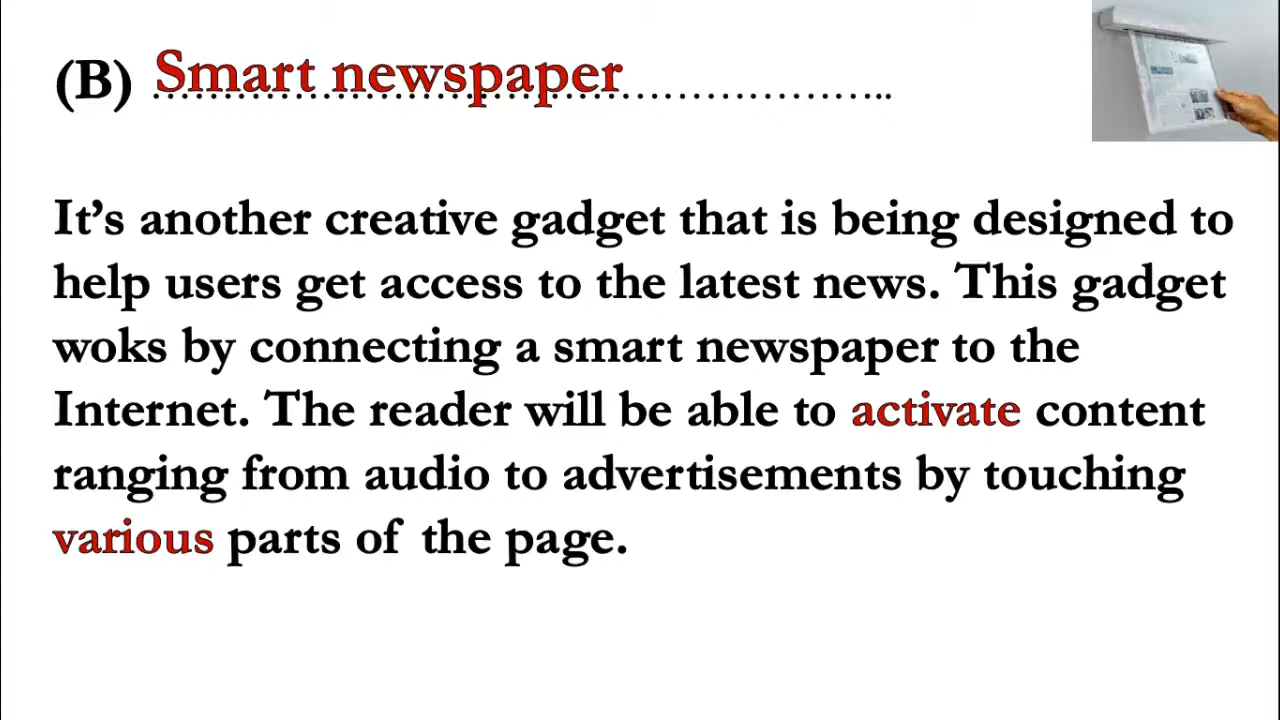 (B) Smart newspaper
It's another creative gadget that is being designed to
help users get access to the latest news. This gadget
woks by connecting a smart newspaper to the
Internet. The reader will be able to activate content
ranging from audio to advertisements by touching
various parts of the page.